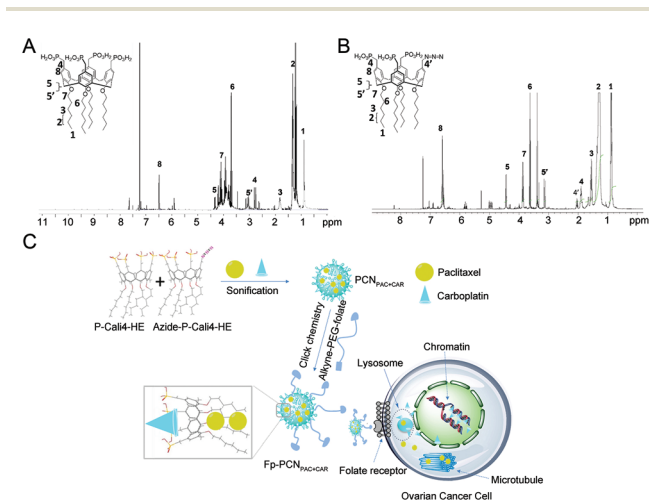 A
B
H₂O₃P H₂O₃P PO₃H₂ PO₃H₂
4
8
5
5'
7
6
3
2
1
8
5
7
6
5'
4
3
2
1
11 10 9 8 7 6 5 4 3 2 1 ppm
H₂O₃P H₂O₃P PO₃H₂ N=N=N
4
4'
8
5
5'
7
6
3
2
1
8
5
7
6
5'
4'
4
3
2
1
8 7 6 5 4 3 2 1 ppm
C
P-Cali4-HE
+
Azide-P-Cali4-HE
Sonification
PCN_PAC+CAR
Paclitaxel
Carboplatin
Click chemistry
Alkyne-PEG-folate
Fp-PCN_PAC+CAR
Lysosome
Chromatin
Folate receptor
Microtubule
Ovarian Cancer Cell